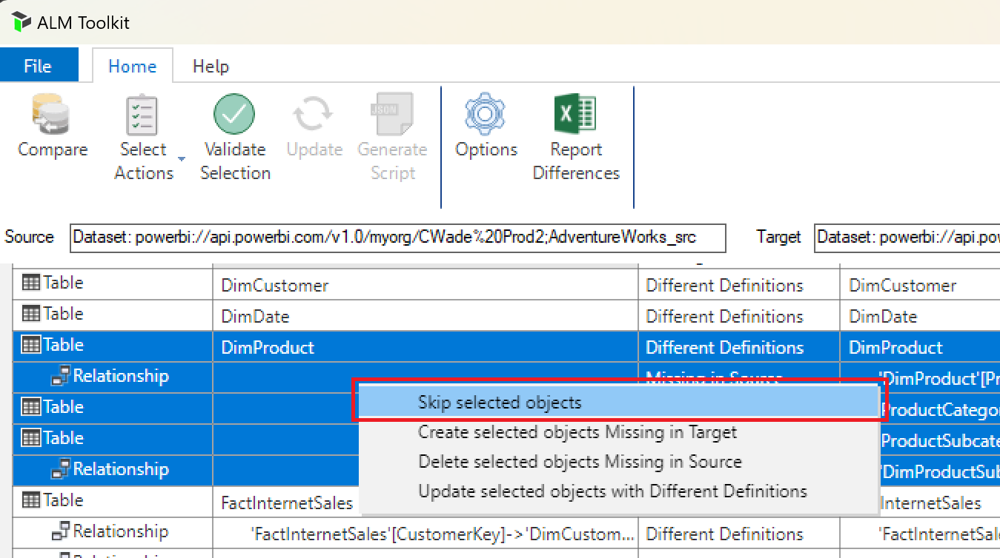 ALM Toolkit
File Home Help
Compare Select Actions Validate Selection Update JSON Generate Script Options X Report Differences
Source Dataset: powerbi://api.powerbi.com/v1.0/myorg/CWade%20Prod2;AdventureWorks_src Target Dataset: powerbi://api.pow
Table DimCustomer Different Definitions DimCustomer
Table DimDate Different Definitions DimDate
Table DimProduct Different Definitions DimProduct
Relationship Missing in Source 'DimProduct'[Pr
Skip selected objects
Table ProductCatego
Create selected objects Missing in Target
Table ProductSubcate
Delete selected objects Missing in Source
Relationship 'DimProductSub
Update selected objects with Different Definitions
Table FactInternetSales InternetSales
Relationship 'FactInternetSales'[CustomerKey]->'DimCustom... Different Definitions 'FactInternetSal